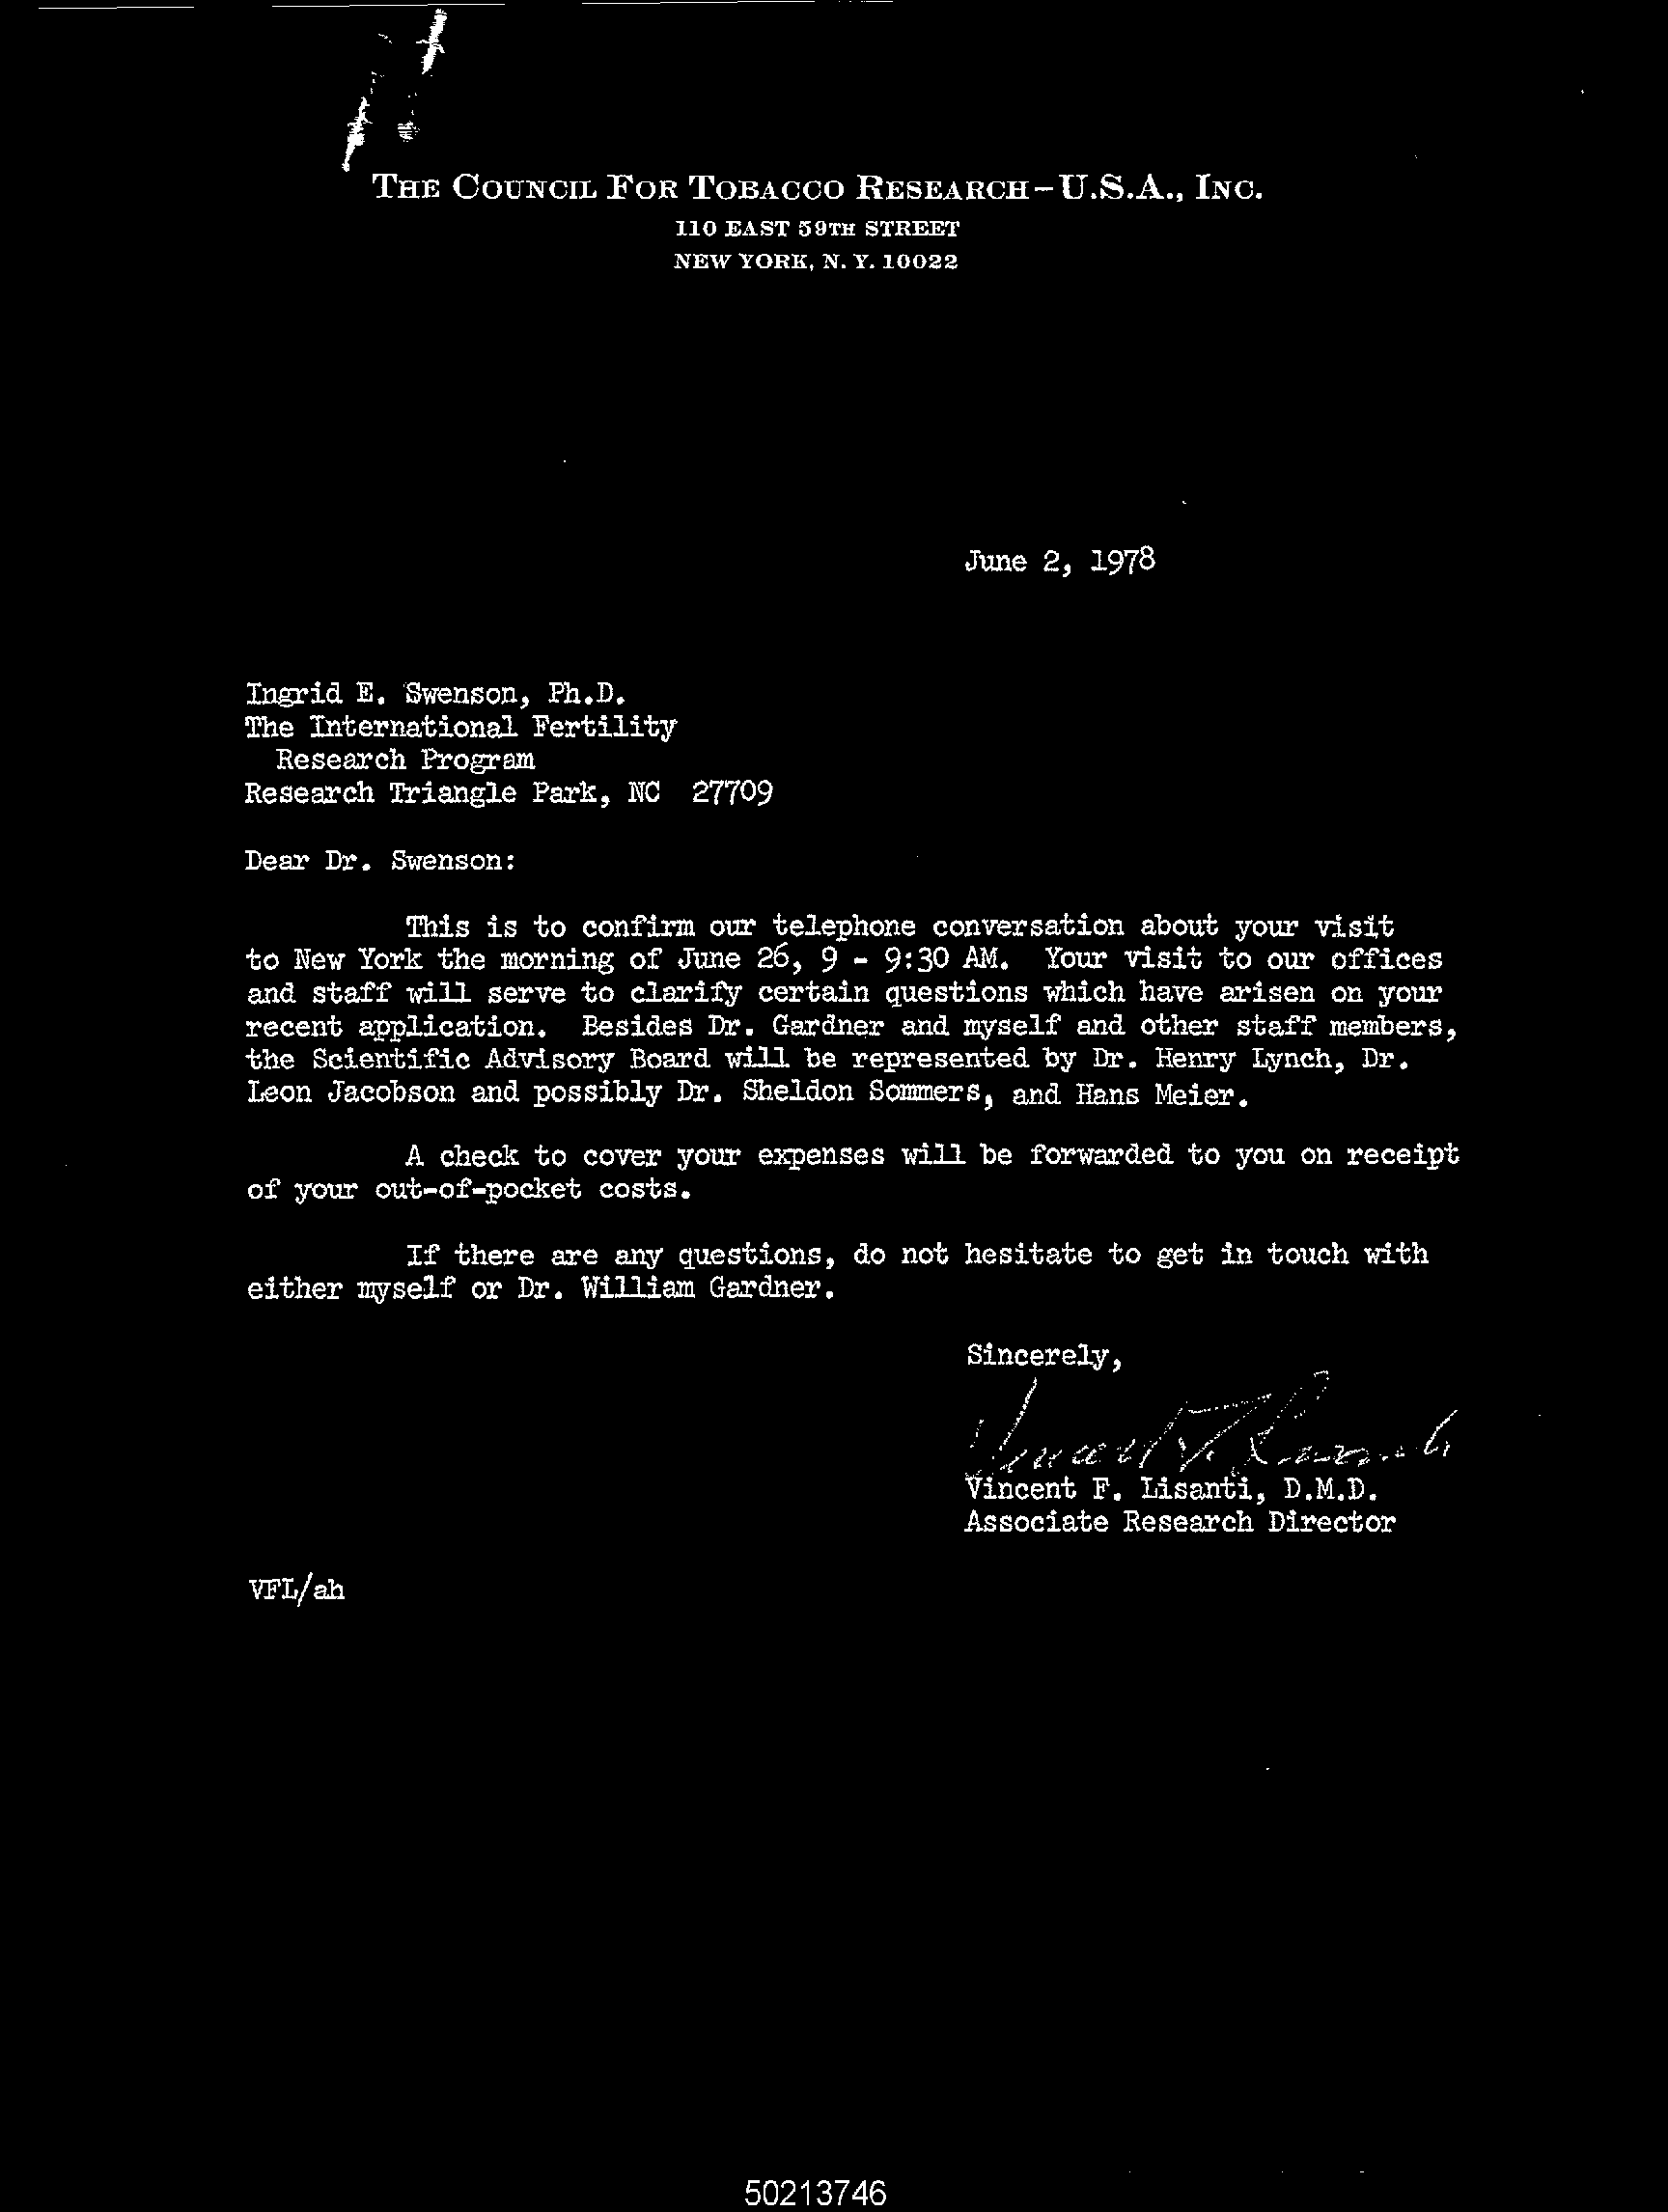 THE COUNCIL FOR TOBACCO RESEARCH-U.S.A., INC.
110 EAST 59TH STREET
NEW YORK, N. Y. 10022
June 2, 1978
Ingrid E. Swenson, Ph.D.
The International Fertility
Research Program
Research Triangle Park, NC 27709
Dear Dr. Swenson:
This is to confirm our telephone conversation about your visit
to New York the morning of June 26, 9 - 9:30 AM. Your visit to our offices
and staff will serve to clarify certain questions which have arisen on your
recent application. Besides Dr. Gardner and myself and other staff members,
the Scientific Advisory Board will be represented by Dr. Henry Lynch, Dr.
Leon Jacobson and possibly Dr. Sheldon Sommers, and Hans Meier.
A check to cover your expenses will be forwarded to you on receipt
of your out-of-pocket costs.
If there are any questions, do not hesitate to get in touch with
either myself or Dr. William Gardner.
Sincerely,
Vincent F. Lisanti
Vincent F. Lisanti, D.M.D.
Associate Research Director
VFL/ah
50213746